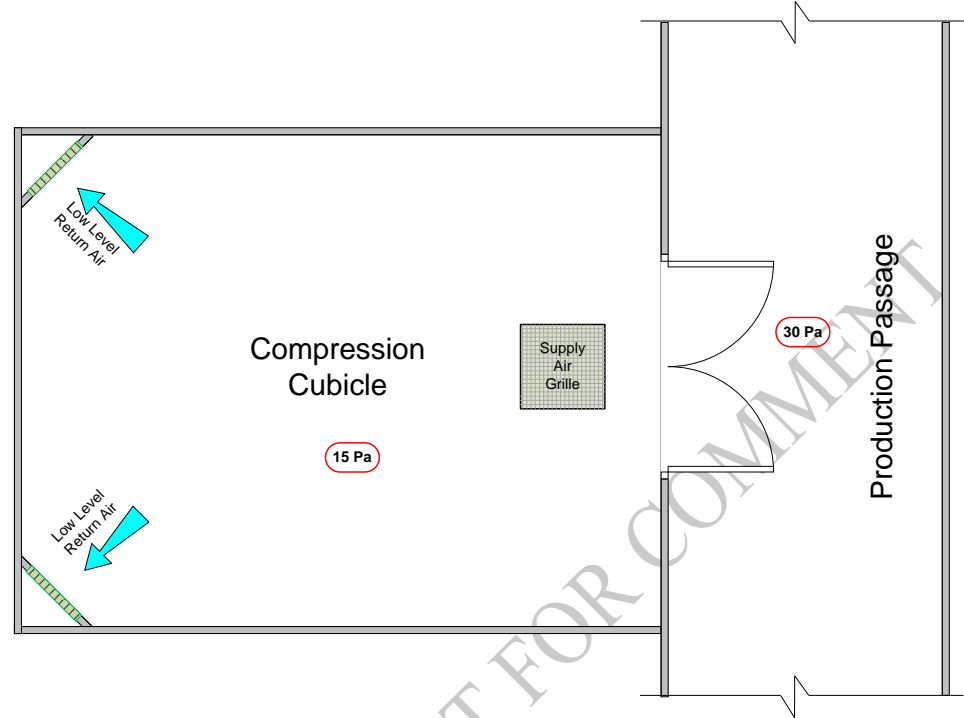 Low Level
Return Air
Compression
Cubicle
Supply
Air
Grille
30 Pa
Production Passage
15 Pa
Low Level
Return Air
T FOR COMMENT